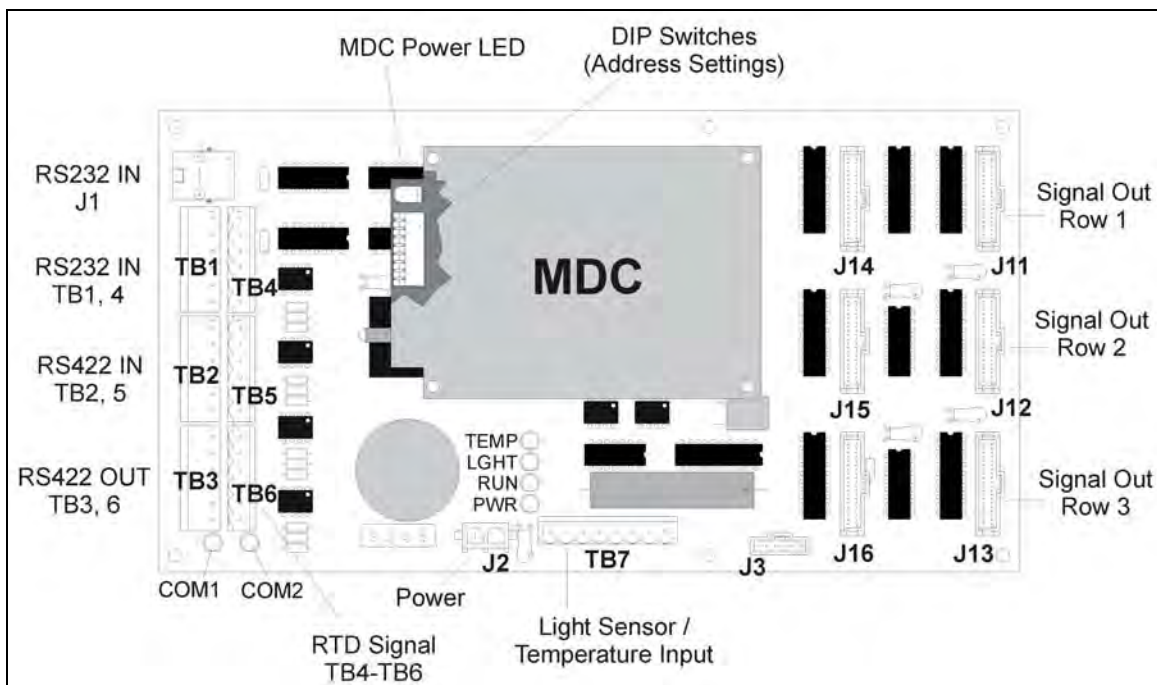 MDC Power LED
DIP Switches
(Address Settings)
RS232 IN
J1
RS232 IN
TB1, 4
RS422 IN
TB2, 5
RS422 OUT
TB3, 6
TB1
TB4
TB2
TB5
TB3
TB6
MDC
TEMP
LGHT
RUN
PWR
J14
J11
J15
J12
J16
J13
Signal Out
Row 1
Signal Out
Row 2
Signal Out
Row 3
J2
TB7
J3
COM1
COM2
Power
RTD Signal
TB4-TB6
Light Sensor /
Temperature Input